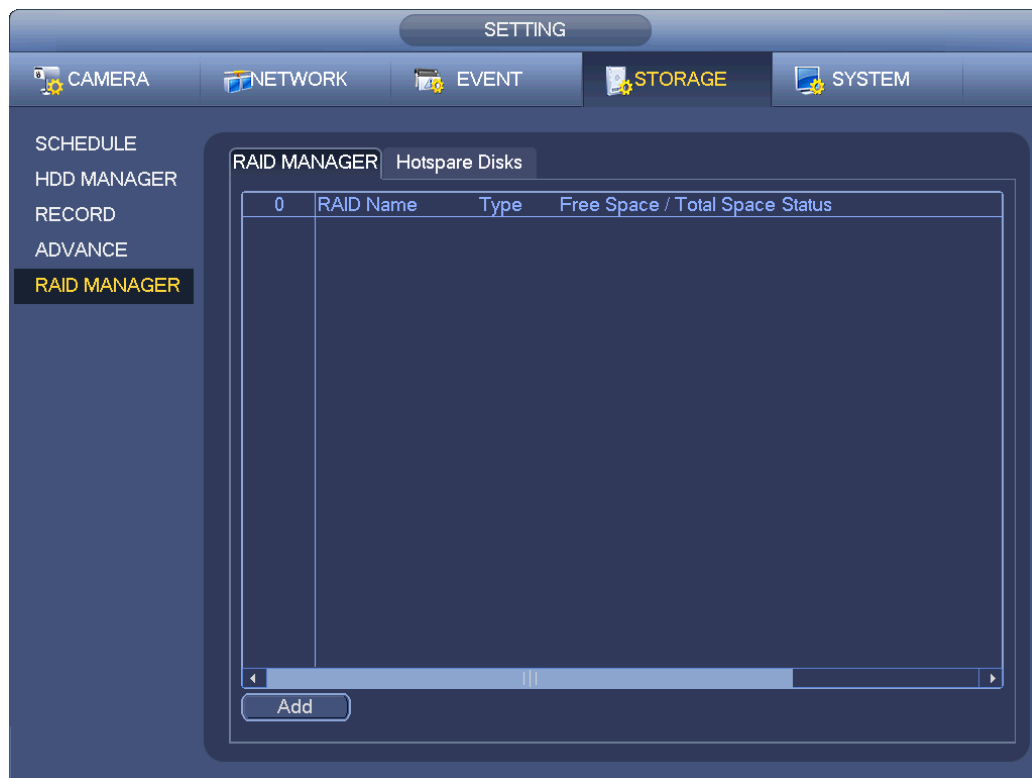 SETTING
CAMERA NETWORK EVENT STORAGE SYSTEM
SCHEDULE
HDD MANAGER
RECORD
ADVANCE
RAID MANAGER
RAID MANAGER Hotspare Disks
0 RAID Name Type Free Space / Total Space Status
Add